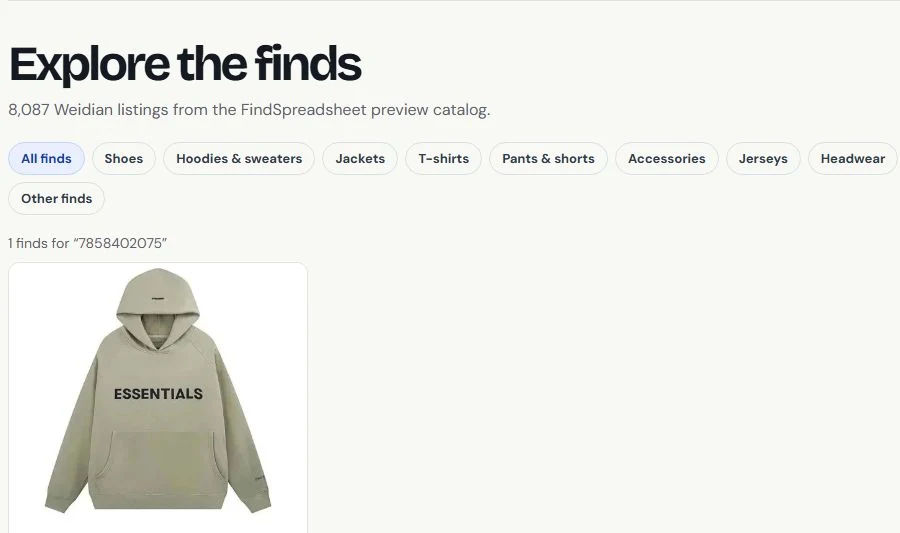 Explore the finds
8,087 Weidian listings from the FindSpreadsheet preview catalog.
All finds
Shoes
Hoodies & sweaters
Jackets
T-shirts
Pants & shorts
Accessories
Jerseys
Headwear
Other finds
1 finds for “7858402075”
ESSENTIALS